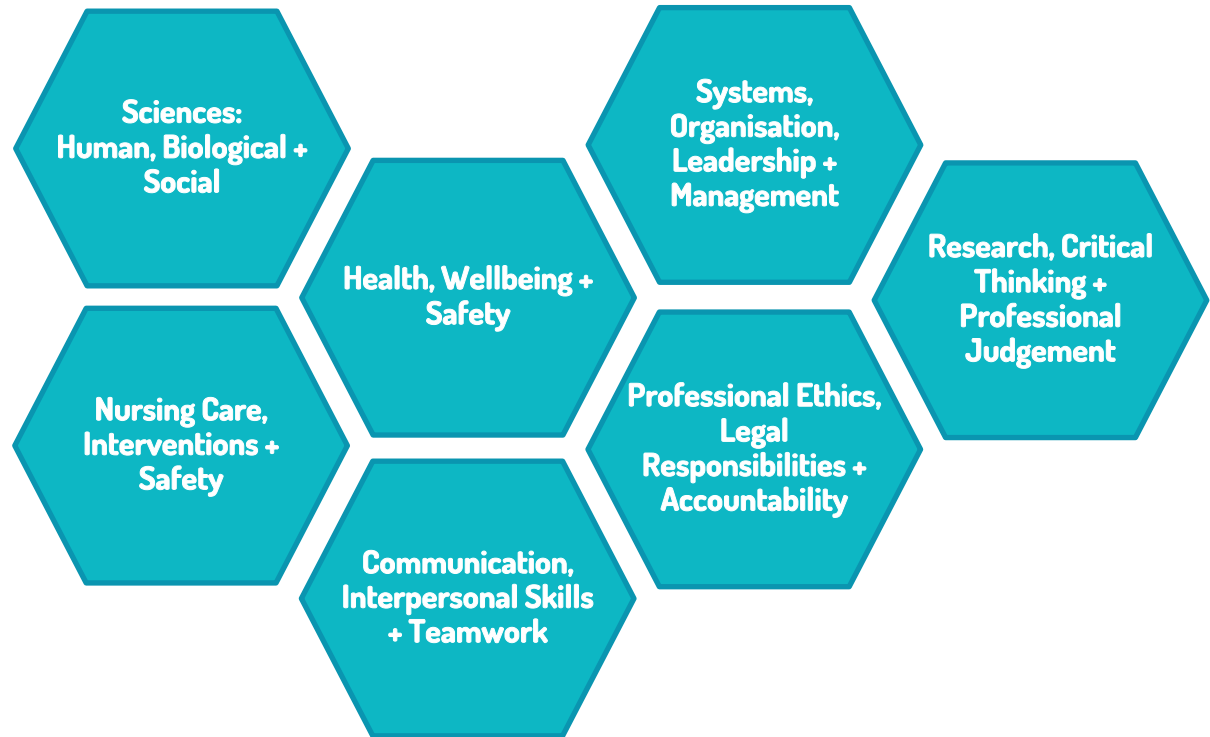 Sciences:
Human, Biological +
Social
Systems,
Organisation,
Leadership +
Management
Health, Wellbeing +
Safety
Research, Critical
Thinking +
Professional
Judgement
Nursing Care,
Interventions +
Safety
Professional Ethics,
Legal
Responsibilities +
Accountability
Communication,
Interpersonal Skills
+ Teamwork